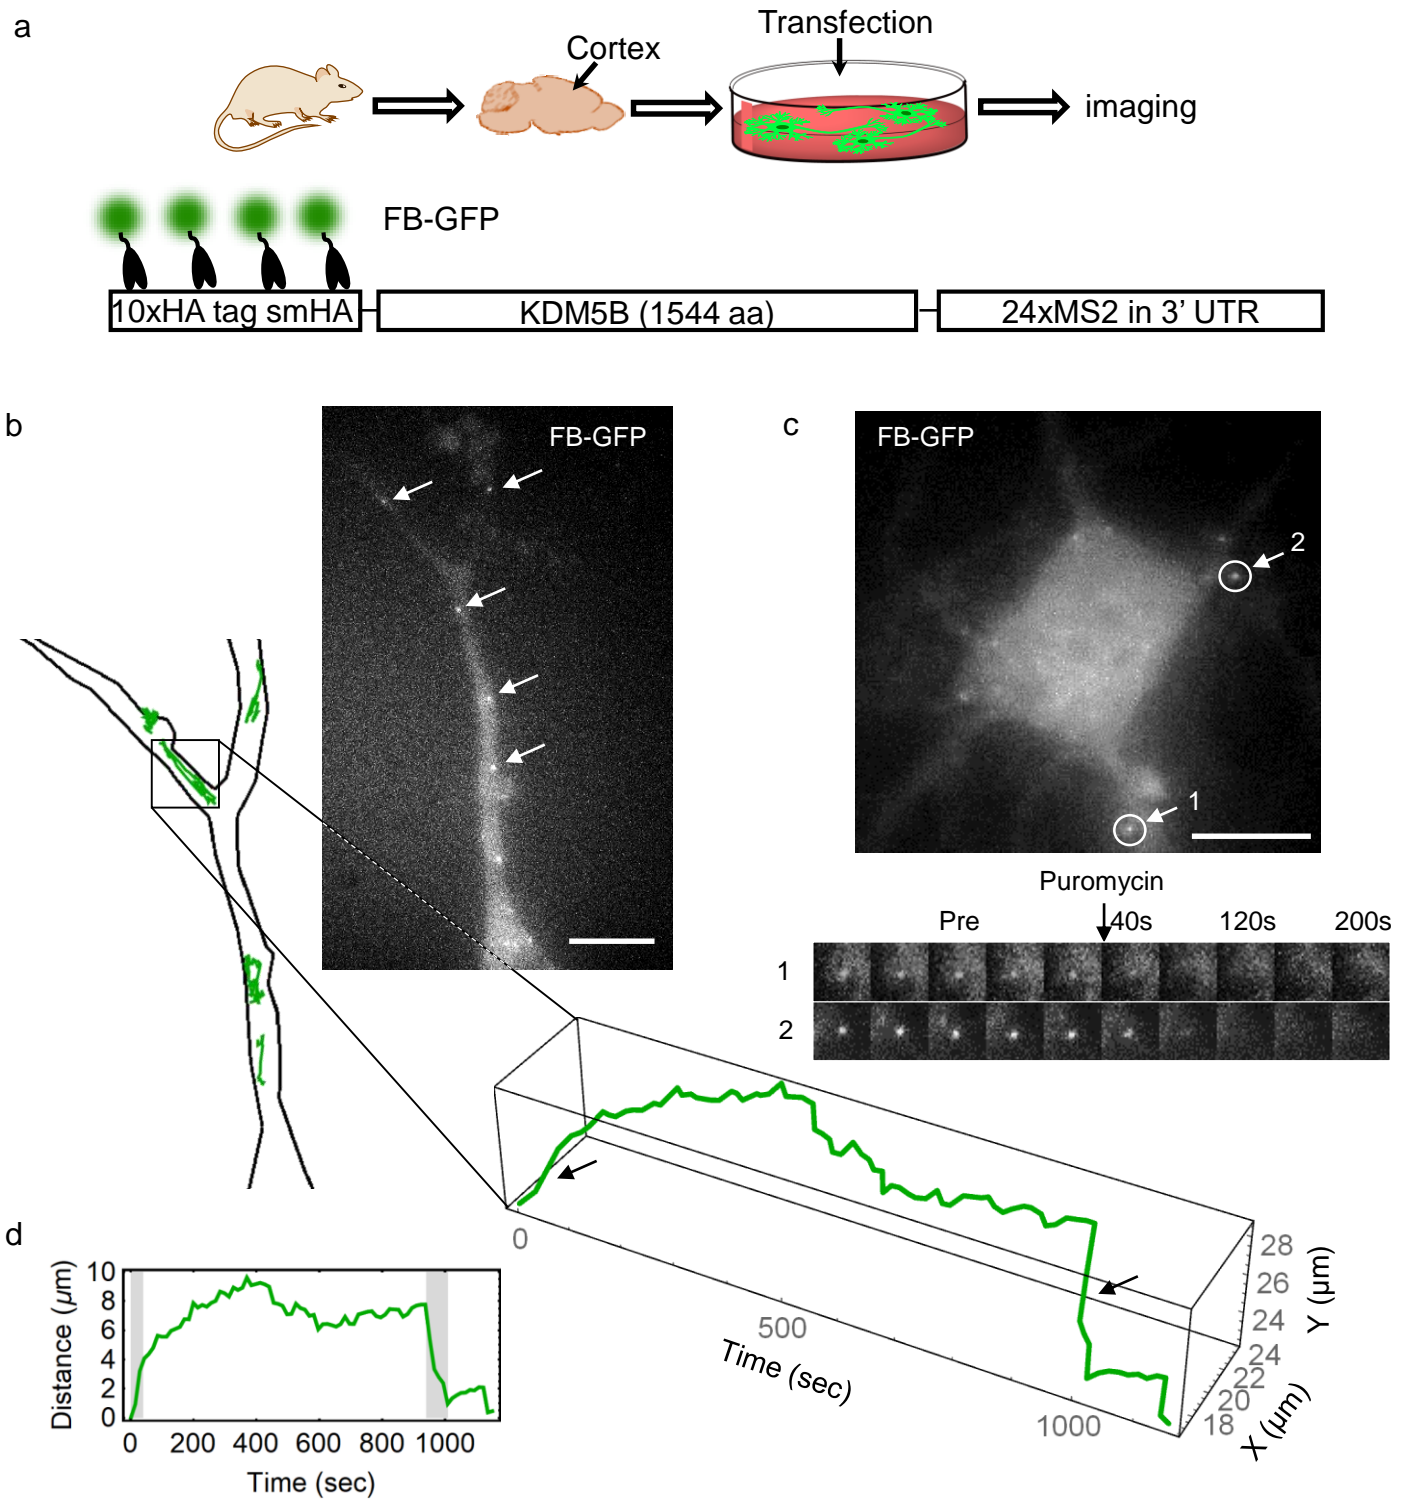 a
Transfection
Cortex
imaging
FB-GFP
10xHA tag smHA
KDM5B (1544 aa)
24xMS2 in 3’ UTR
b
FB-GFP
c
FB-GFP
2
1
Puromycin
Pre
40s
120s
200s
1
2
0
500
1000
Time (sec)
28
26
24
Y (µm)
24
22
20
18
X (µm)
d
10
8
6
4
2
0
Distance (µm)
0 200 400 600 800 1000
Time (sec)